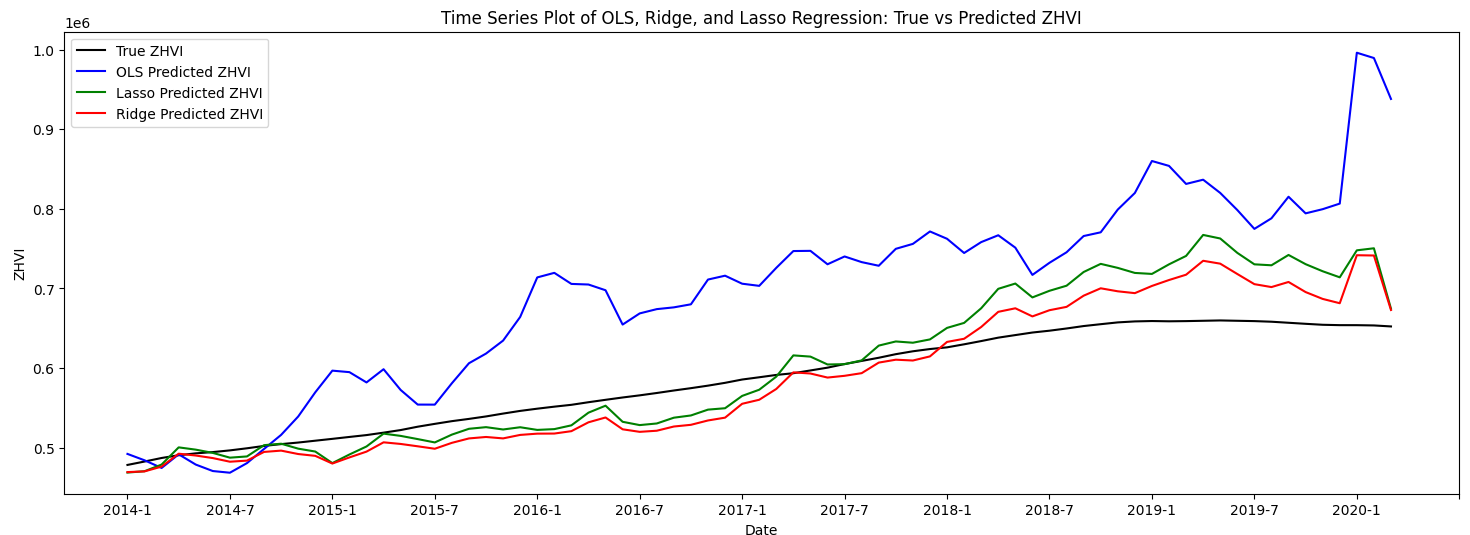 Time Series Plot of OLS, Ridge, and Lasso Regression: True vs Predicted ZHVI
1e6
True ZHVI
OLS Predicted ZHVI
Lasso Predicted ZHVI
Ridge Predicted ZHVI
1.0
0.9
0.8
0.7
0.6
0.5
ZHVI
2014-1 2014-7 2015-1 2015-7 2016-1 2016-7 2017-1 2017-7 2018-1 2018-7 2019-1 2019-7 2020-1
Date